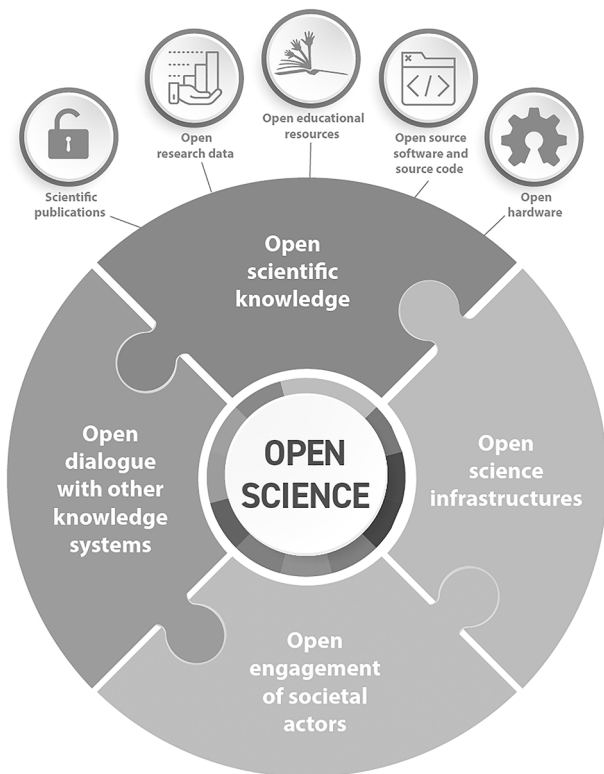 Scientific
publications
Open
research data
Open educational
resources
Open source
software and
source code
</>
Open
hardware
Open
scientific
knowledge
Open
dialogue
with other
knowledge
systems
OPEN
SCIENCE
Open
science
infrastructures
Open
engagement
of societal
actors